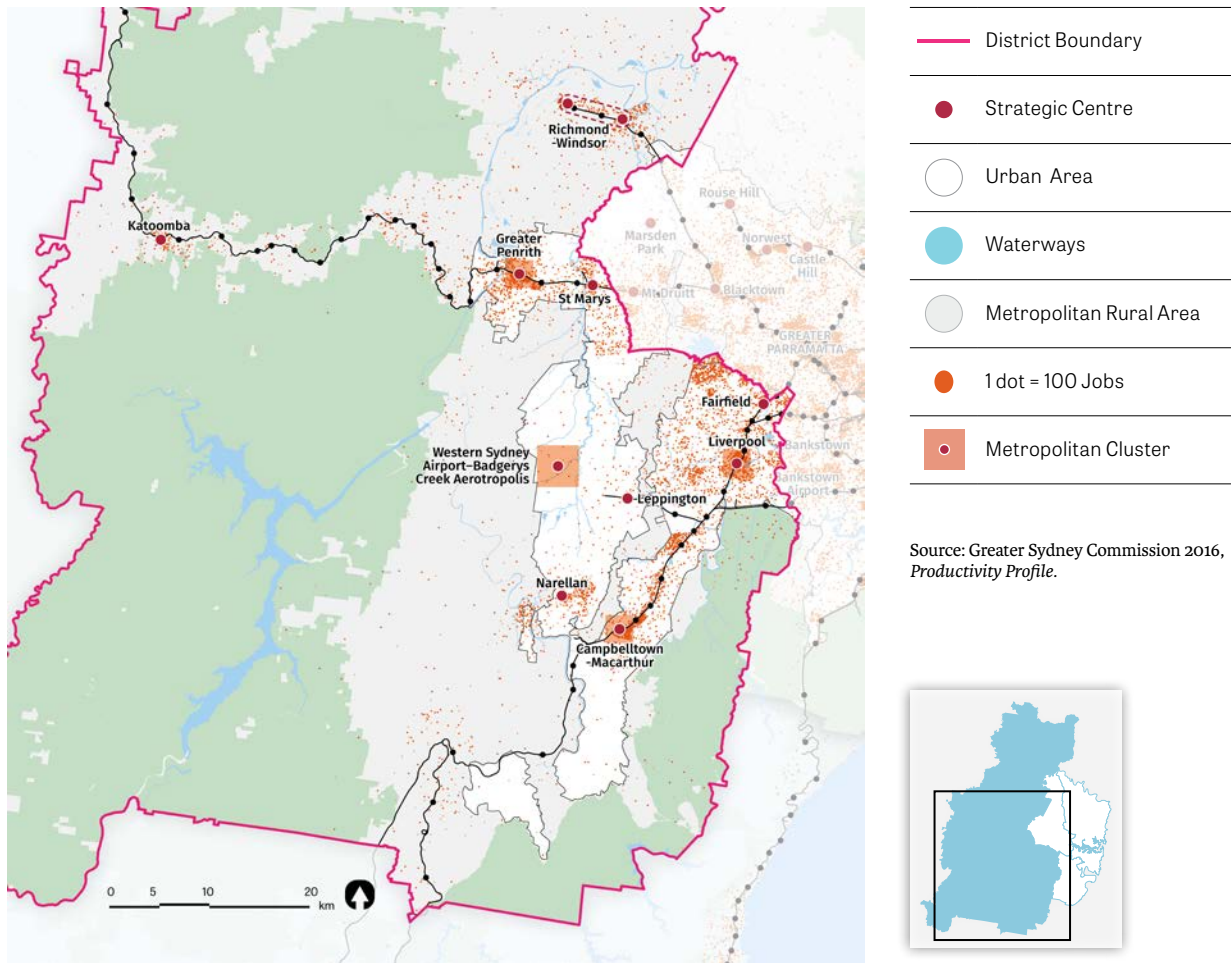 Richmond
-Windsor
Rouse Hill
Marsden
Park
Norwest
Castle
Hill
Katoomba
Greater
Penrith
St Marys
Mt Druitt
Blacktown
GREATER
PARRAMATTA
Fairfield
Liverpool
Bankstown
Bankstown
Airport
Western Sydney
Airport–Badgerys
Creek Aerotropolis
Leppington
Narellan
Campbelltown
-Macarthur
0 5 10 20
km
District Boundary
Strategic Centre
Urban Area
Waterways
Metropolitan Rural Area
1 dot = 100 Jobs
Metropolitan Cluster
Source: Greater Sydney Commission 2016,
Productivity Profile.